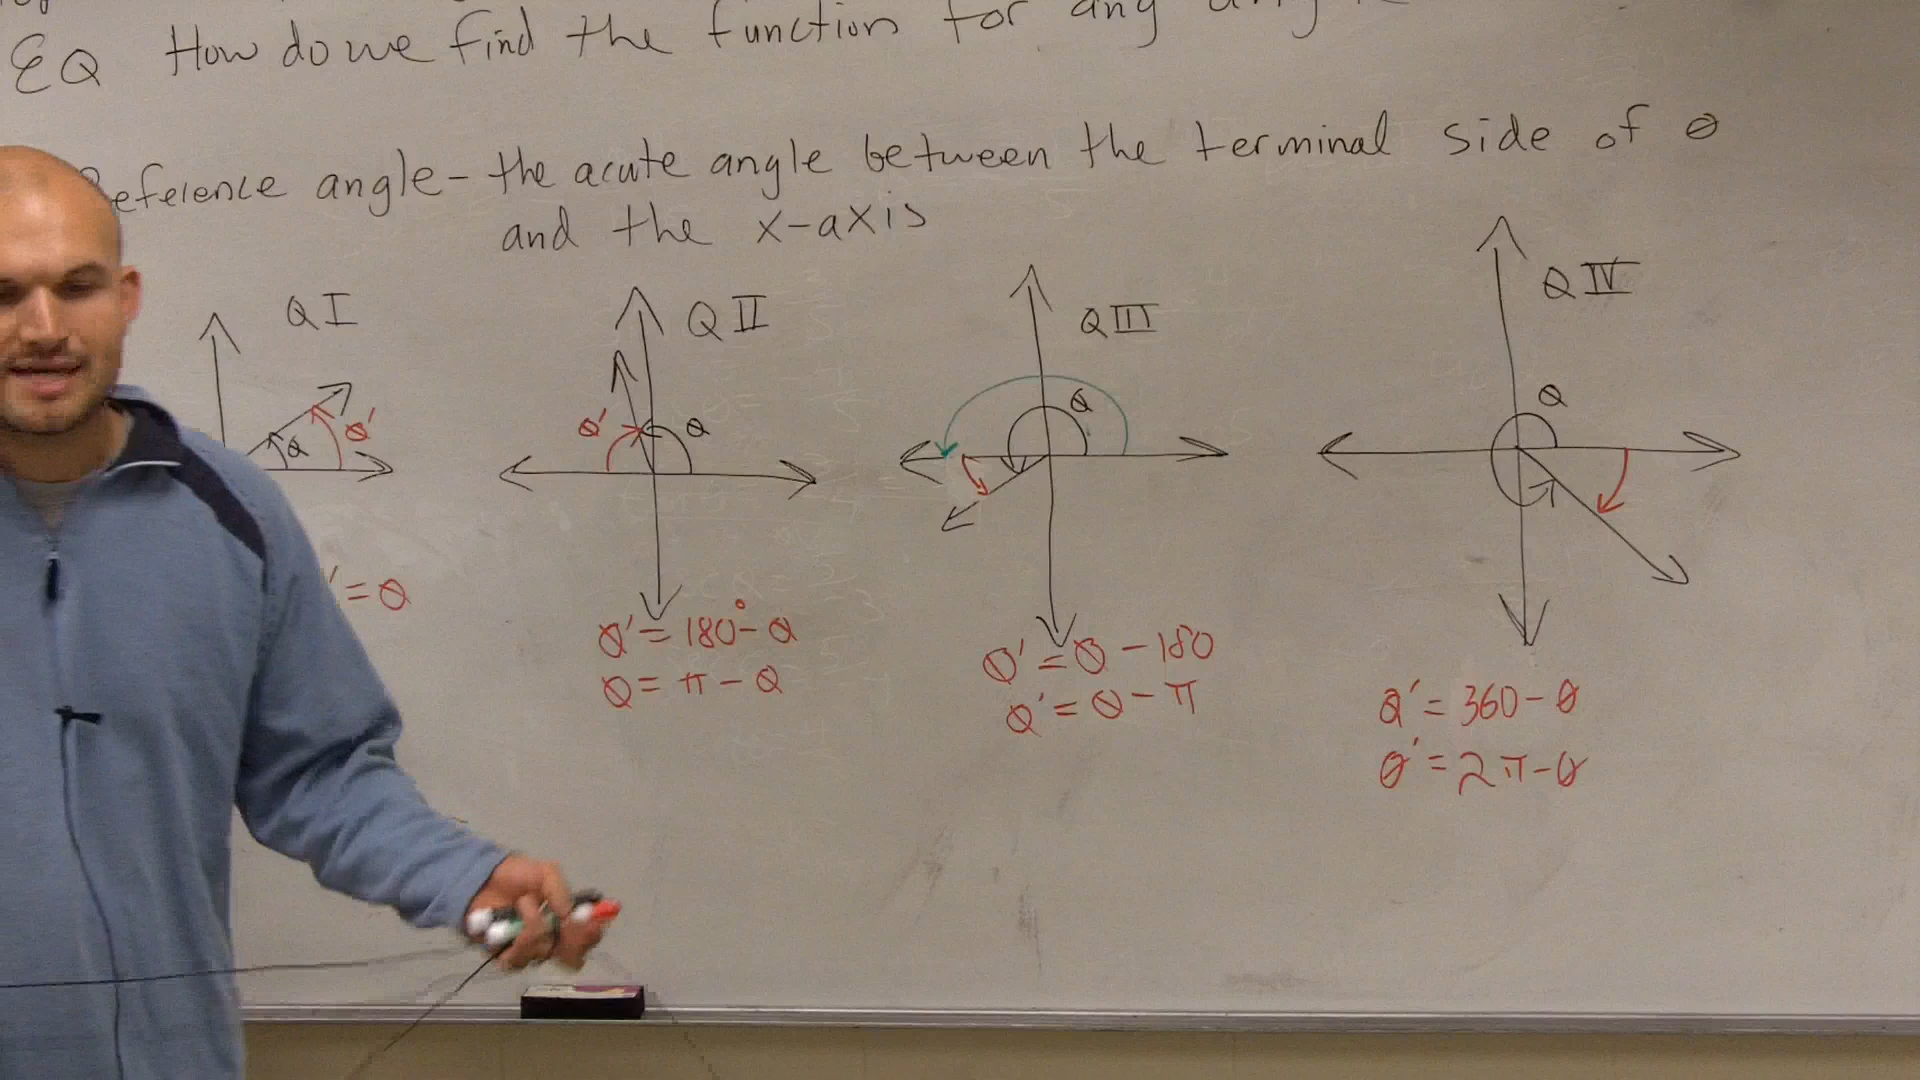 EQ How do we find the function for any
Reference angle - the acute angle between the terminal side of θ
and the x-axis
Q I
Q II
Q III
Q IV
θ
θ'
θ'
θ
θ
θ
' = θ
θ' = 180° - θ
θ = π - θ
θ' = θ - 180
θ' = θ - π
θ' = 360 - θ
θ' = 2π - θ